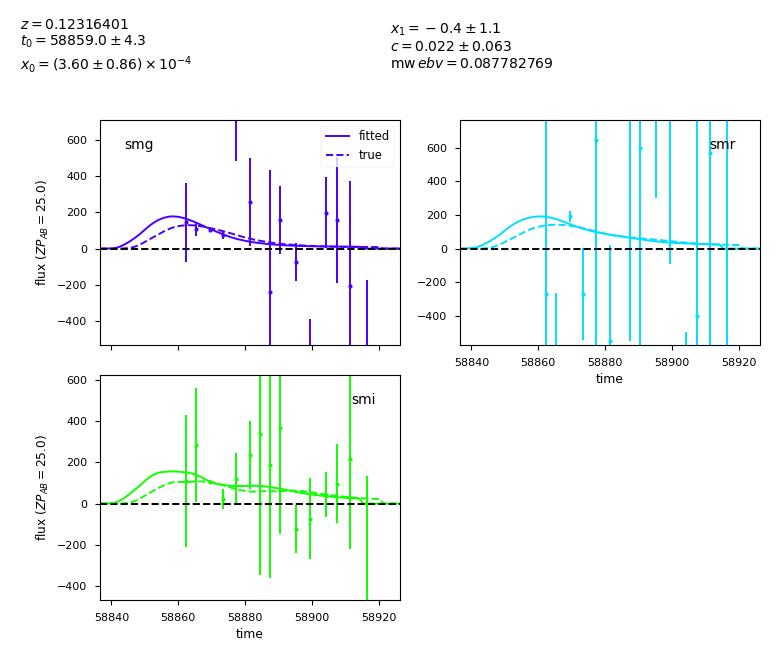 z = 0.12316401
t₀ = 58859.0 ± 4.3
x₀ = (3.60 ± 0.86) × 10⁻⁴
x₁ = −0.4 ± 1.1
c = 0.022 ± 0.063
mw ebv = 0.087782769
smg
fitted
true
600
400
200
0
−200
−400
flux (ZP_AB = 25.0)
smr
600
400
200
0
−200
−400
58840 58860 58880 58900 58920
time
smi
600
400
200
0
−200
−400
flux (ZP_AB = 25.0)
58840 58860 58880 58900 58920
time